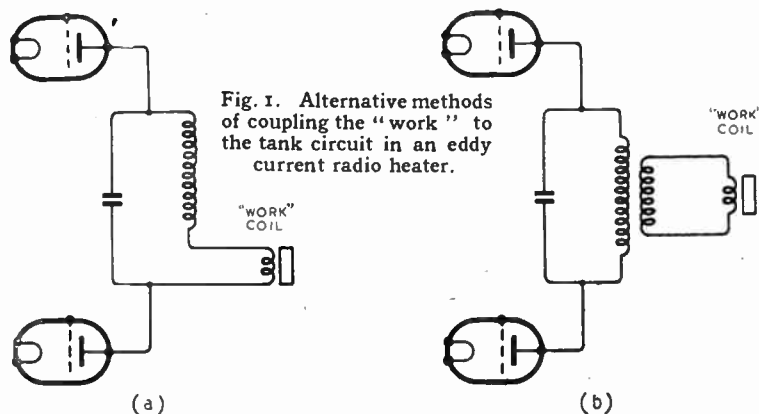 Fig. 1. Alternative methods
of coupling the “work” to
the tank circuit in an eddy
current radio heater.
“WORK”
COIL
“WORK”
COIL
(a)
(b)